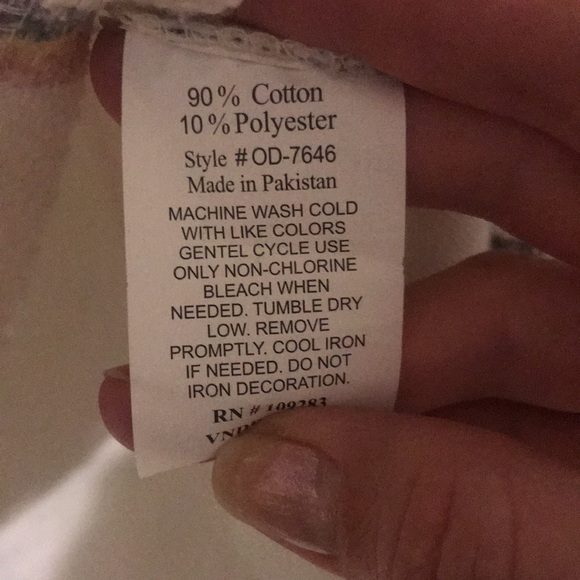 90% Cotton
10% Polyester
Style # OD-7646
Made in Pakistan
MACHINE WASH COLD
WITH LIKE COLORS
GENTEL CYCLE USE
ONLY NON-CHLORINE
BLEACH WHEN
NEEDED. TUMBLE DRY
LOW. REMOVE
PROMPTLY. COOL IRON
IF NEEDED. DO NOT
IRON DECORATION.
RN # 109283